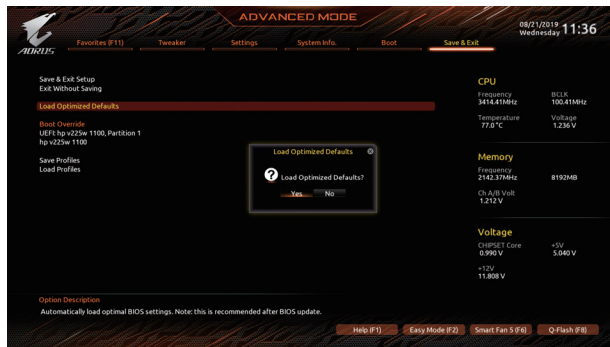 ADVANCED MODE
08/21/2019 Wednesday 11:36
AORUS
Favorites (F11) Tweaker Settings System Info. Boot Save & Exit
Save & Exit Setup
Exit Without Saving
Load Optimized Defaults
Boot Override
UEFI: hp v225w 1100, Partition 1
hp v225w 1100
Save Profiles
Load Profiles
Load Optimized Defaults
Load Optimized Defaults?
Yes No
CPU
Frequency BCLK
3414.41MHz 100.41MHz
Temperature Voltage
77.0 °C 1.236 V
Memory
Frequency
2142.37MHz 8192MB
Ch A/B Volt
1.212 V
Voltage
CHIPSET Core +5V
0.990 V 5.040 V
+12V
11.808 V
Option Description
Automatically load optimal BIOS settings. Note: this is recommended after BIOS update.
Help (F1) Easy Mode (F2) Smart Fan 5 (F6) Q-Flash (F8)